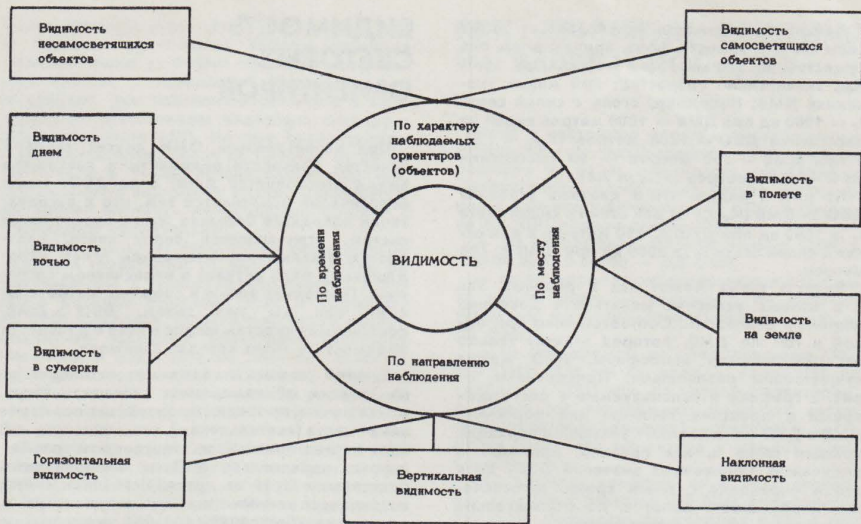 Видимость
несамосветящихся
объектов
Видимость
самосветящихся
объектов
Видимость
днем
Видимость
ночью
Видимость
в сумерки
По характеру
наблюдаемых
ориентиров
(объектов)
По времени
наблюдения
ВИДИМОСТЬ
По месту
наблюдения
По направлению
наблюдения
Видимость
в полете
Видимость
на земле
Горизонтальная
видимость
Вертикальная
видимость
Наклонная
видимость